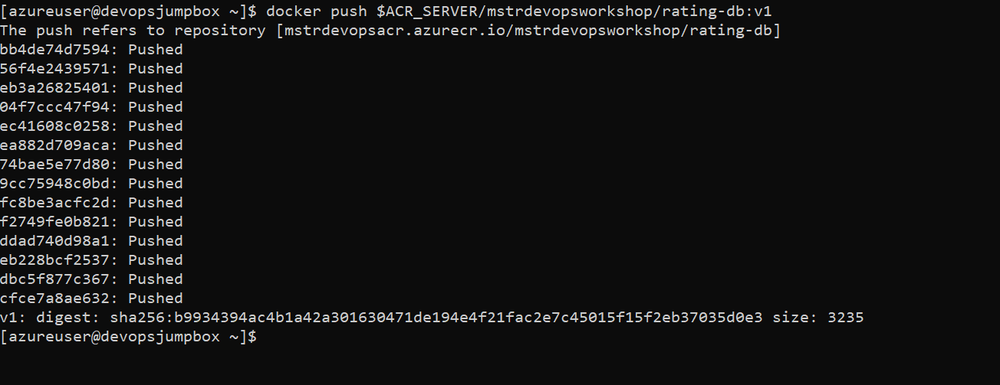 [azureuser@devopsjumpbox ~]$ docker push $ACR_SERVER/mstrdevopsworkshop/rating-db:v1
The push refers to repository [mstrdevopsacr.azurecr.io/mstrdevopsworkshop/rating-db]
bb4de74d7594: Pushed
56f4e2439571: Pushed
eb3a26825401: Pushed
04f7ccc47f94: Pushed
ec41608c0258: Pushed
ea882d709aca: Pushed
74bae5e77d80: Pushed
9cc75948c0bd: Pushed
fc8be3acfc2d: Pushed
f2749fe0b821: Pushed
ddad740d98a1: Pushed
eb228bcf2537: Pushed
dbc5f877c367: Pushed
cfce7a8ae632: Pushed
v1: digest: sha256:b9934394ac4b1a42a301630471de194e4f21fac2e7c45015f15f2eb37035d0e3 size: 3235
[azureuser@devopsjumpbox ~]$